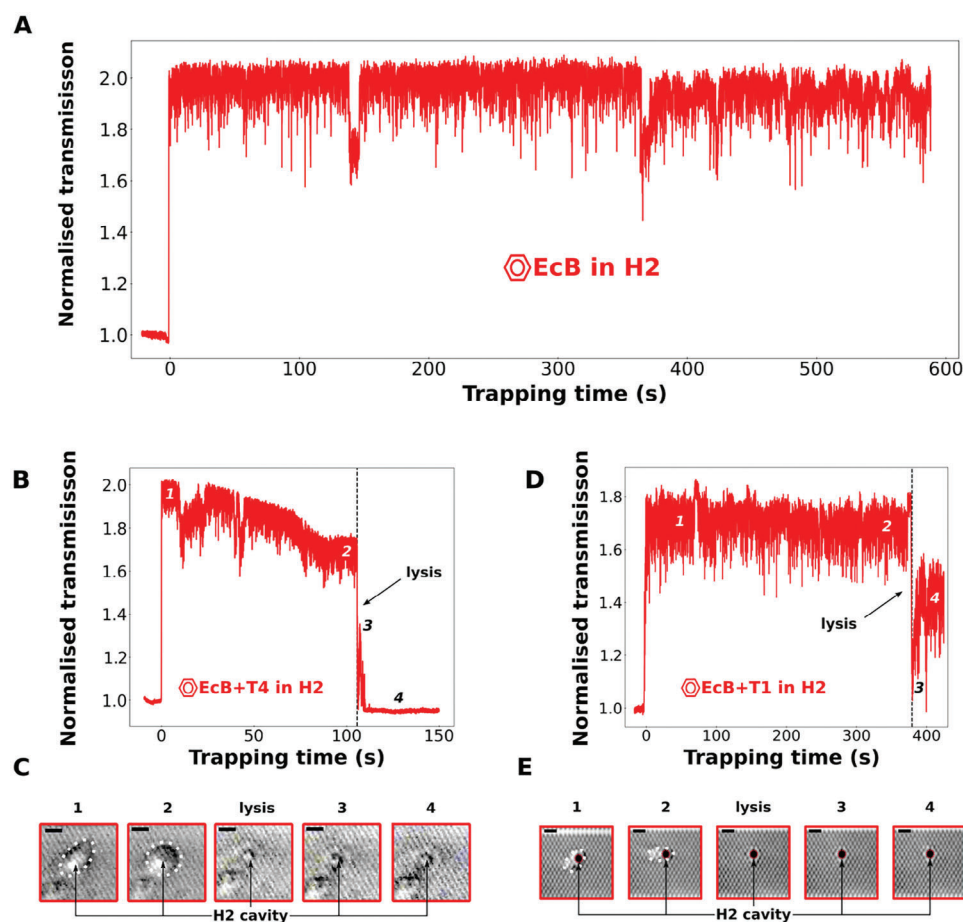 A
Normalised transmisisson
2.0
1.8
1.6
1.4
1.2
1.0
EcB in H2
0
100
200
300
400
500
600
Trapping time (s)
B
Normalised transmisisson
2.0
1.8
1.6
1.4
1.2
1.0
1
2
lysis
3
4
EcB+T4 in H2
0
50
100
150
Trapping time (s)
D
Normalised transmisisson
1.8
1.6
1.4
1.2
1.0
1
2
lysis
4
3
EcB+T1 in H2
0
100
200
300
400
Trapping time (s)
C
1 2 lysis 3 4
H2 cavity
E
1 2 lysis 3 4
H2 cavity